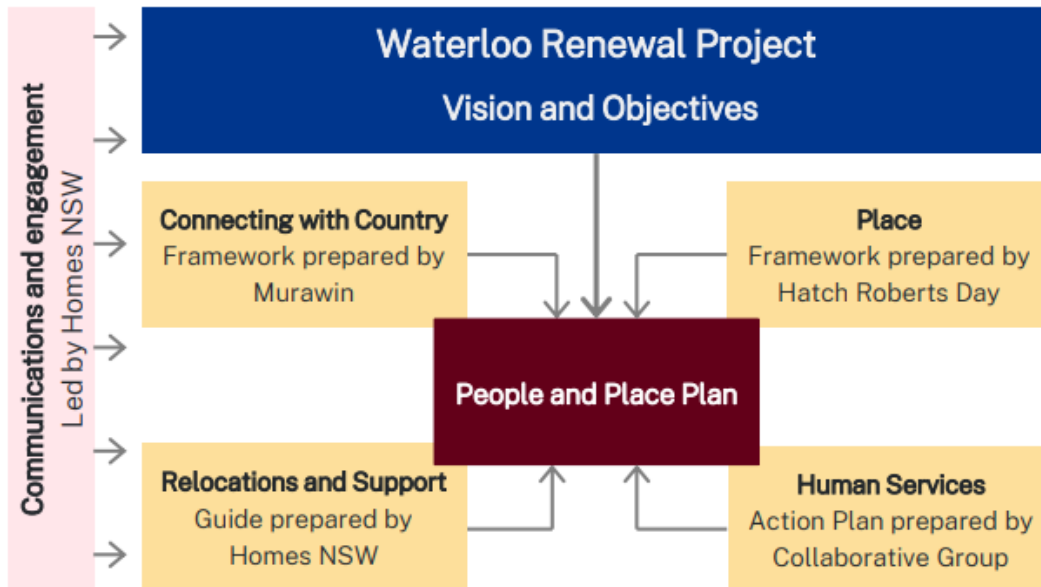 Communications and engagement
Led by Homes NSW
Waterloo Renewal Project
Vision and Objectives
Connecting with Country
Framework prepared by
Murawin
Place
Framework prepared by
Hatch Roberts Day
People and Place Plan
Relocations and Support
Guide prepared by
Homes NSW
Human Services
Action Plan prepared by
Collaborative Group